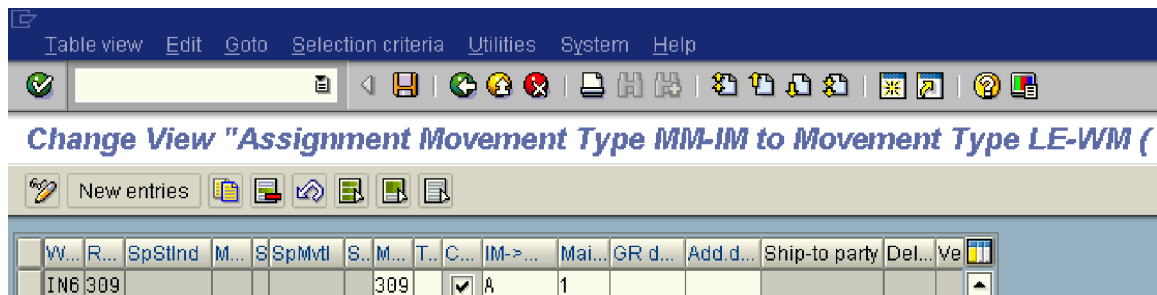 Table view Edit Goto Selection criteria Utilities System Help
Change View "Assignment Movement Type MM-IM to Movement Type LE-WM (
New entries
W... R... SpStInd M... S SpMvtI S.. M... T.. C... IM->... Mai... GR d... Add.d... Ship-to party Del... Ve
IN6 309 309 A 1